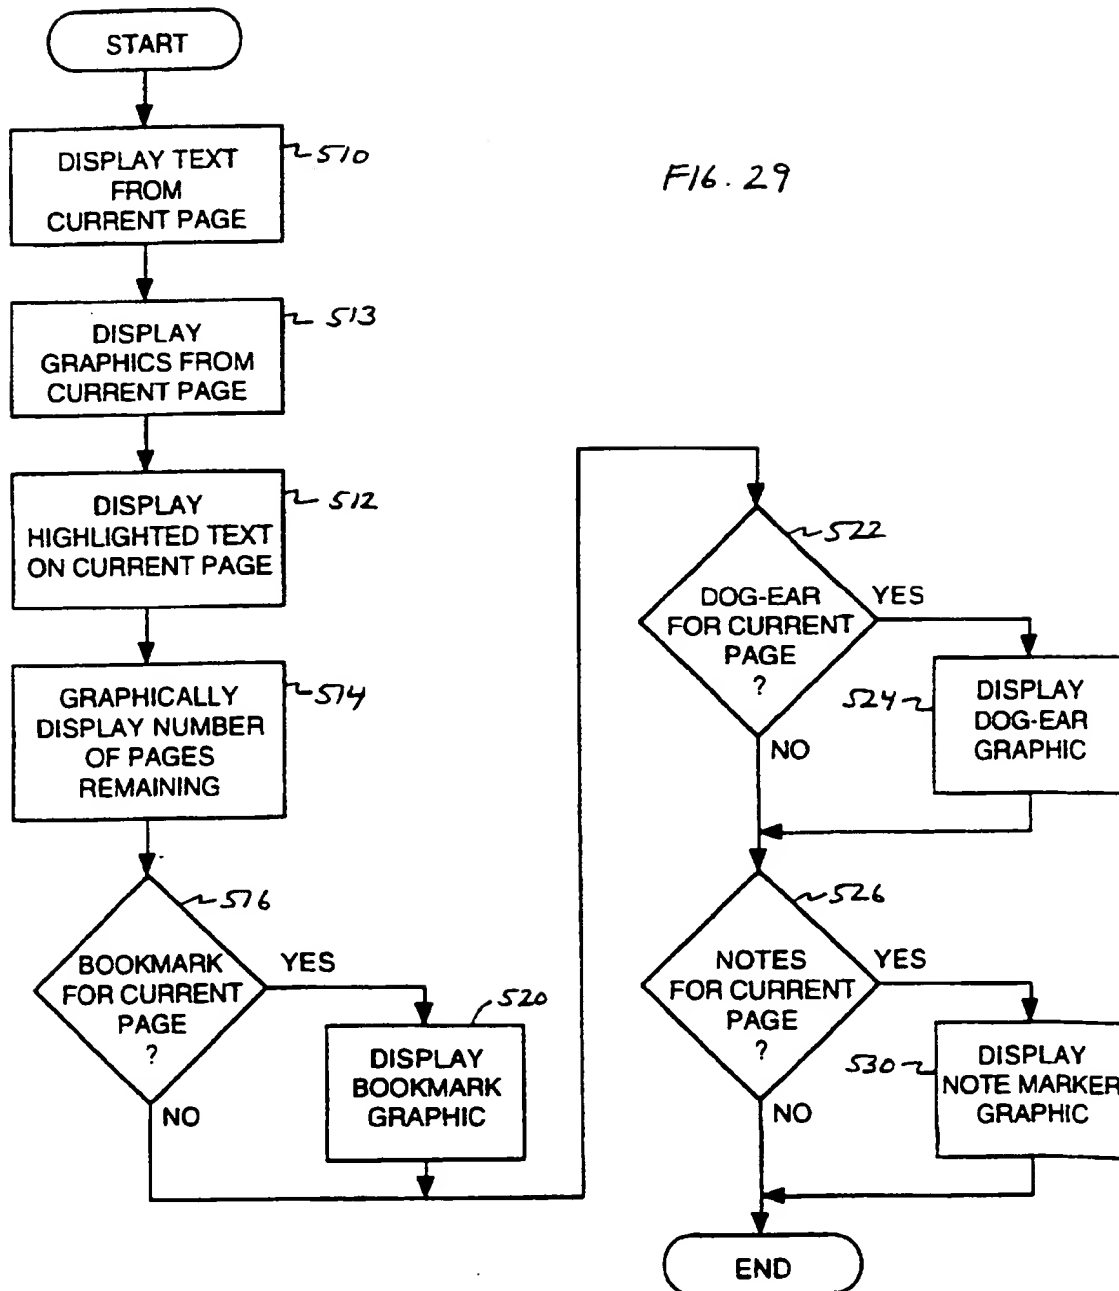 START
DISPLAY TEXT
FROM
CURRENT PAGE
510
FIG. 29
DISPLAY
GRAPHICS FROM
CURRENT PAGE
513
DISPLAY
HIGHLIGHTED TEXT
ON CURRENT PAGE
512
GRAPHICALLY
DISPLAY NUMBER
OF PAGES
REMAINING
514
BOOKMARK
FOR CURRENT
PAGE
?
516
YES
NO
DISPLAY
BOOKMARK
GRAPHIC
520
DOG-EAR
FOR CURRENT
PAGE
?
522
YES
NO
DISPLAY
DOG-EAR
GRAPHIC
524
NOTES
FOR CURRENT
PAGE
?
526
YES
NO
DISPLAY
NOTE MARKER
GRAPHIC
530
END